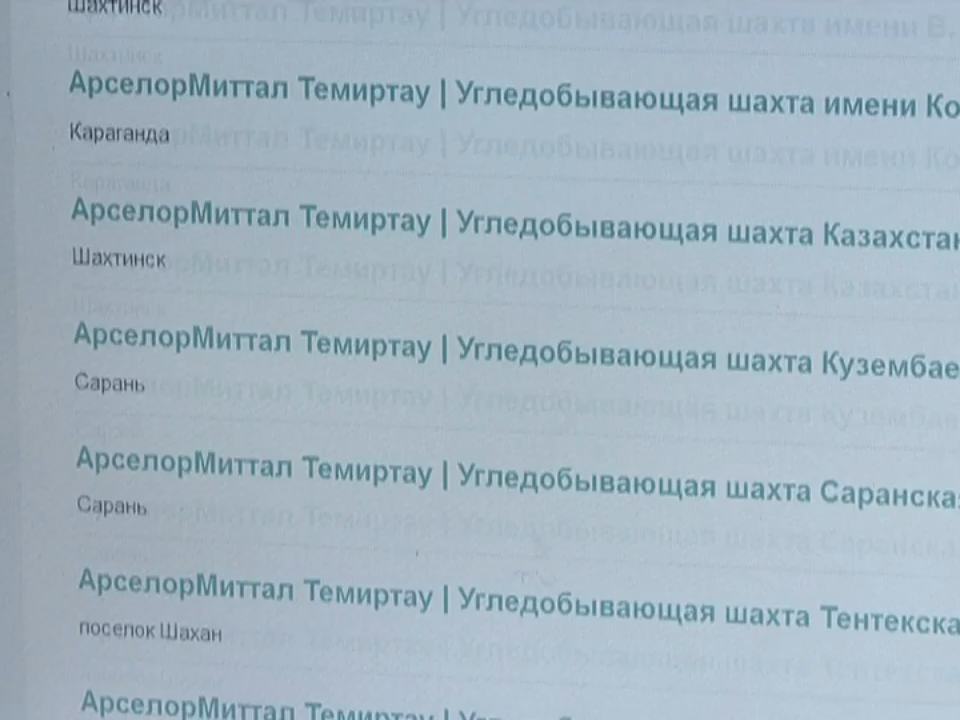 Шахтинск
АрселорМиттал Темиртау | Угледобывающая шахта имени Ко
Караганда
АрселорМиттал Темиртау | Угледобывающая шахта Казахстан
Шахтинск
АрселорМиттал Темиртау | Угледобывающая шахта Кузембае
Сарань
АрселорМиттал Темиртау | Угледобывающая шахта Саранская
Сарань
АрселорМиттал Темиртау | Угледобывающая шахта Тентекска
поселок Шахан
АрселорМиттал Темиртау |